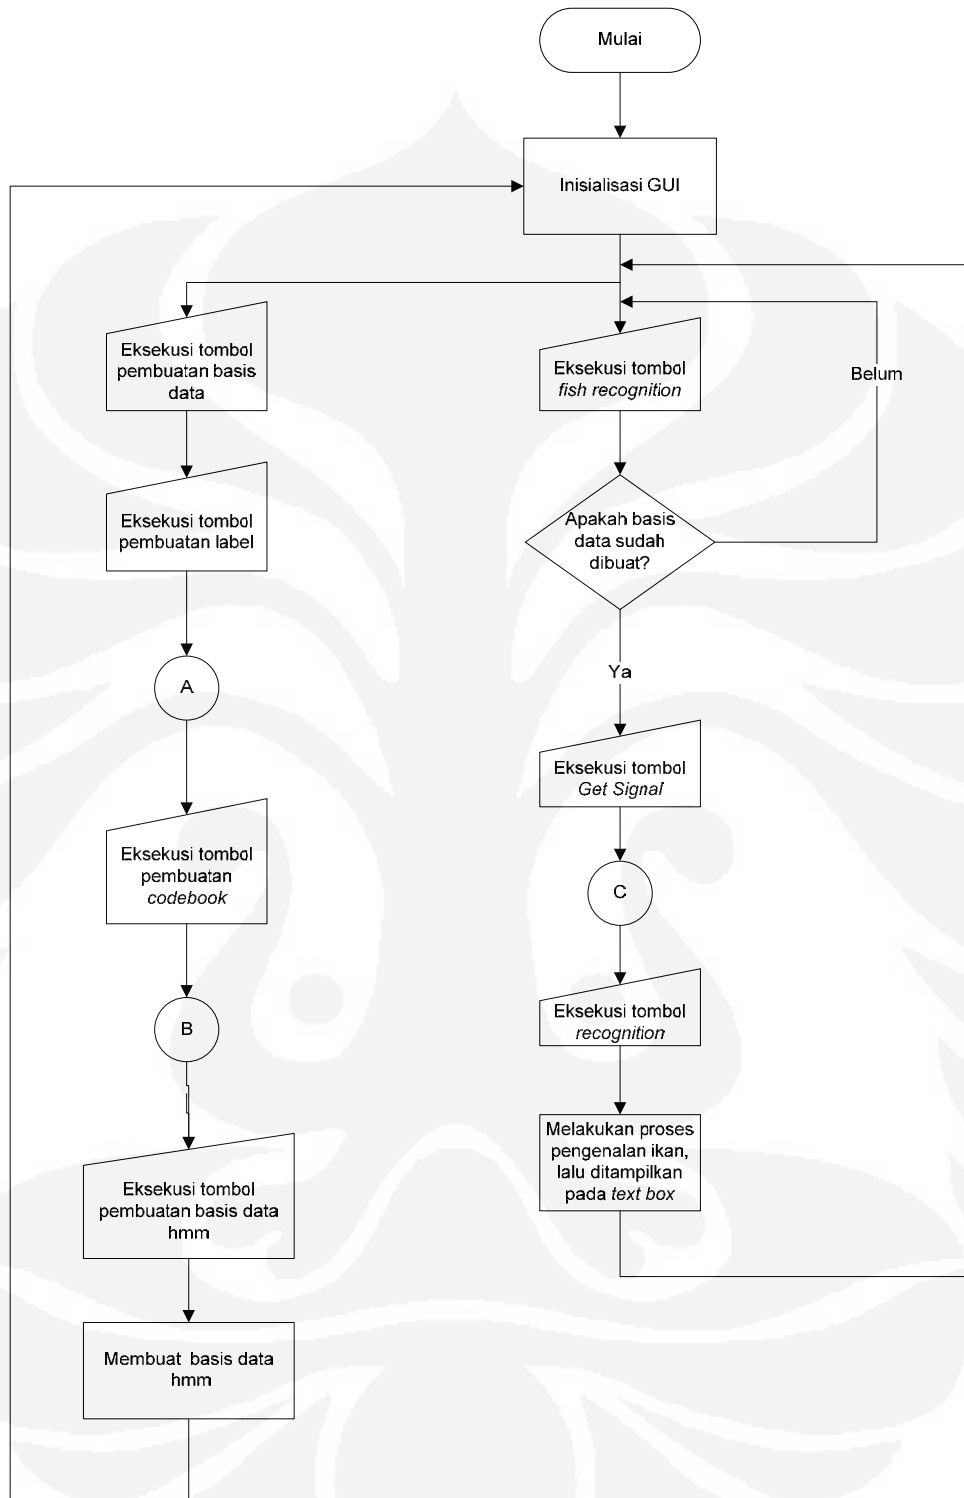 Mulai
Inisialisasi GUI
Eksekusi tombol
pembuatan basis
data
Eksekusi tombol
pembuatan label
A
Eksekusi tombol
pembuatan
codebook
B
Eksekusi tombol
pembuatan basis data
hmm
Membuat basis data
hmm
Eksekusi tombol
fish recognition
Belum
Apakah basis
data sudah
dibuat?
Ya
Eksekusi tombol
Get Signal
C
Eksekusi tombol
recognition
Melakukan proses
pengenalan ikan,
lalu ditampilkan
pada text box